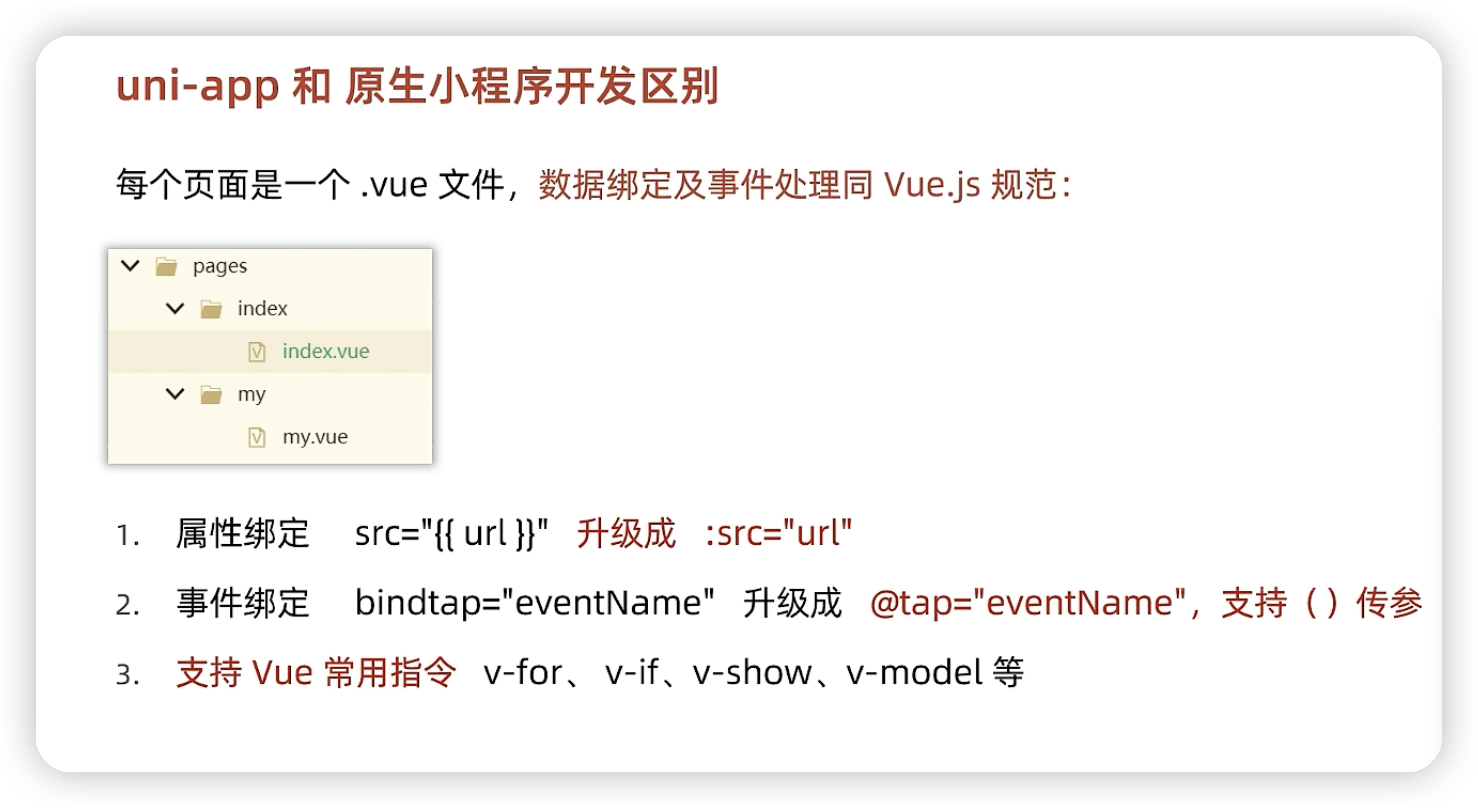 uni-app 和 原生小程序开发区别
每个页面是一个 .vue 文件，数据绑定及事件处理同 Vue.js 规范：
pages
index
index.vue
my
my.vue
1. 属性绑定 src="{{ url }}" 升级成 :src="url"
2. 事件绑定 bindtap="eventName" 升级成 @tap="eventName"，支持（）传参
3. 支持 Vue 常用指令 v-for、 v-if、v-show、v-model 等